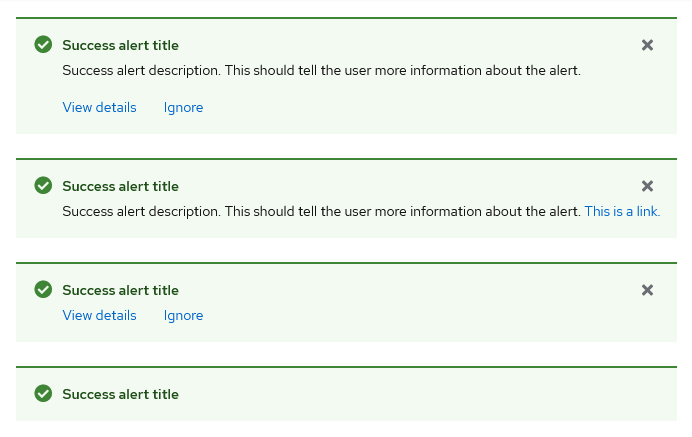 Success alert title
Success alert description. This should tell the user more information about the alert.
View details Ignore
Success alert title
Success alert description. This should tell the user more information about the alert. This is a link.
Success alert title
View details Ignore
Success alert title